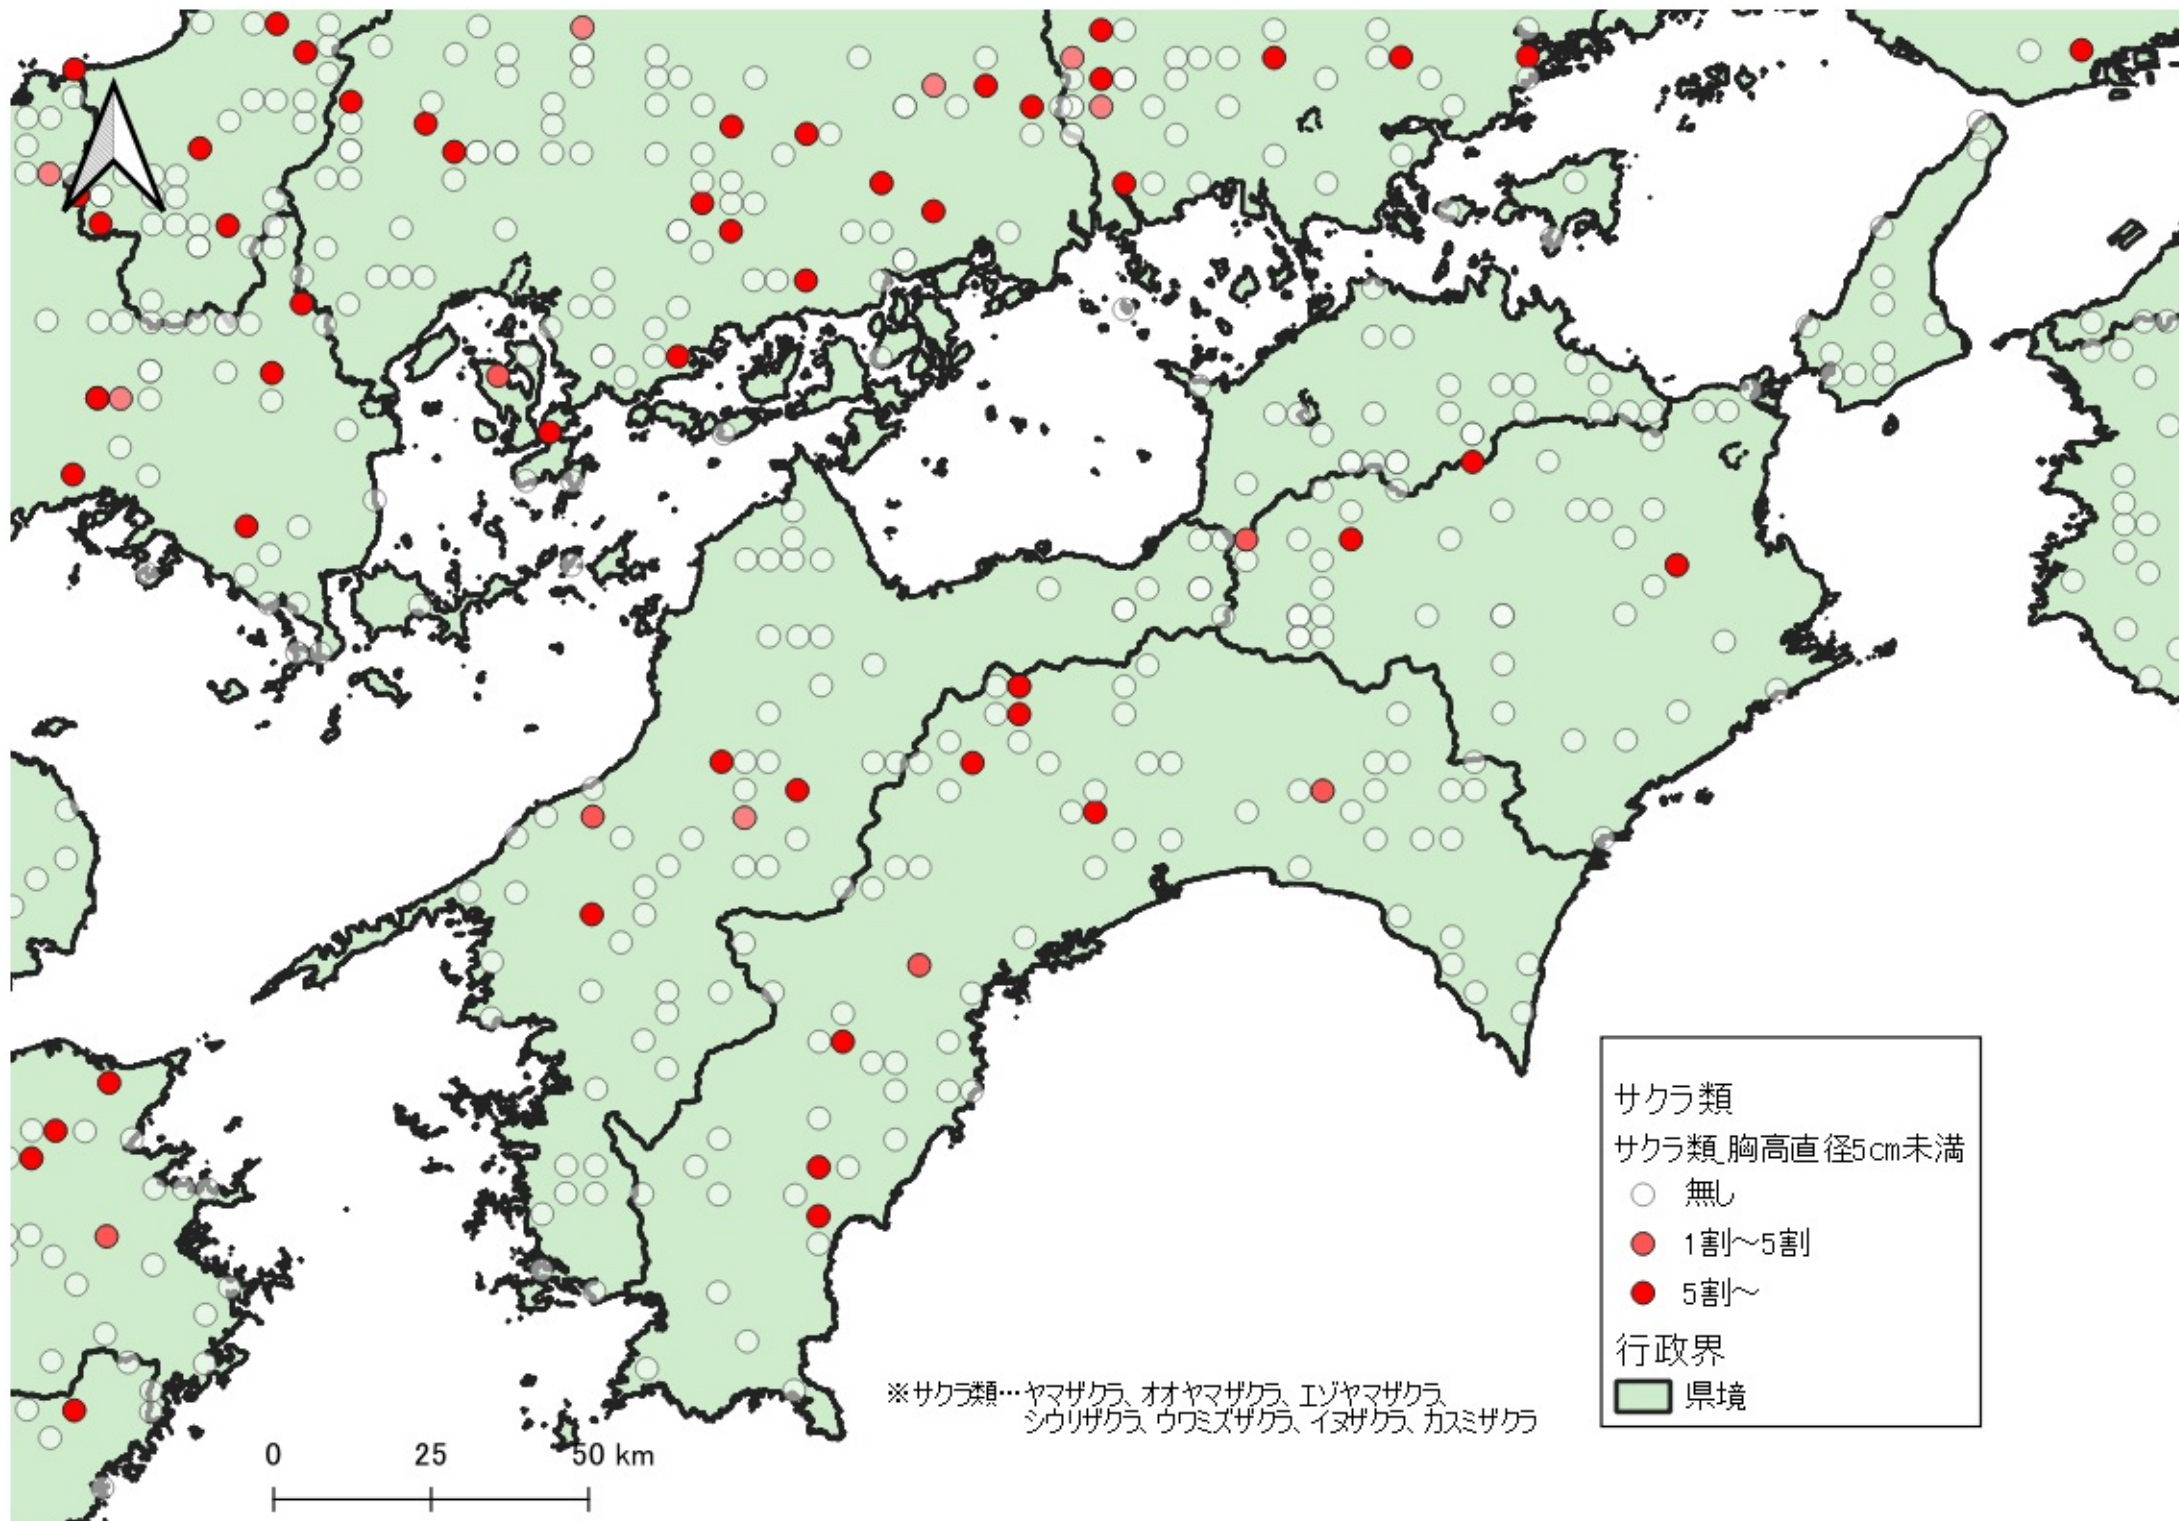 サクラ類
サクラ類_胸高直径5cm未満
無し
1割～5割
5割～
行政界
県境
※サクラ類…ヤマザクラ、オオヤマザクラ、エゾヤマザクラ、
シウリザクラ、ウワミズザクラ、イヌザクラ、カスミザクラ
0 25 50 km